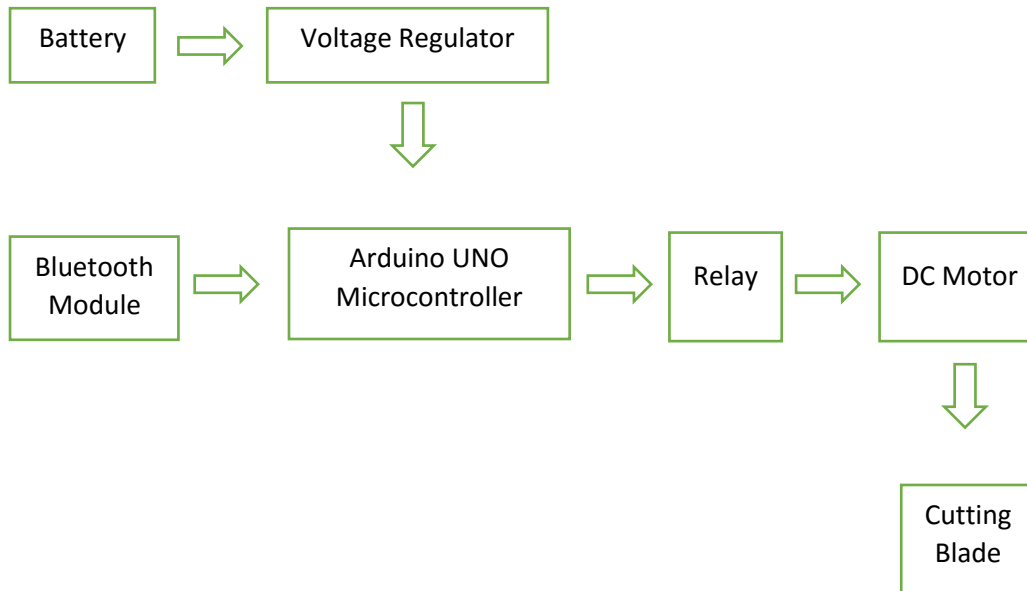 Battery
Voltage Regulator
Bluetooth
Module
Arduino UNO
Microcontroller
Relay
DC Motor
Cutting
Blade